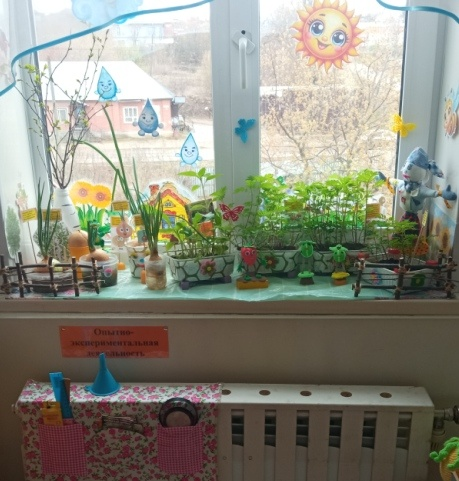 Опытно-
экспериментальная
деятельность